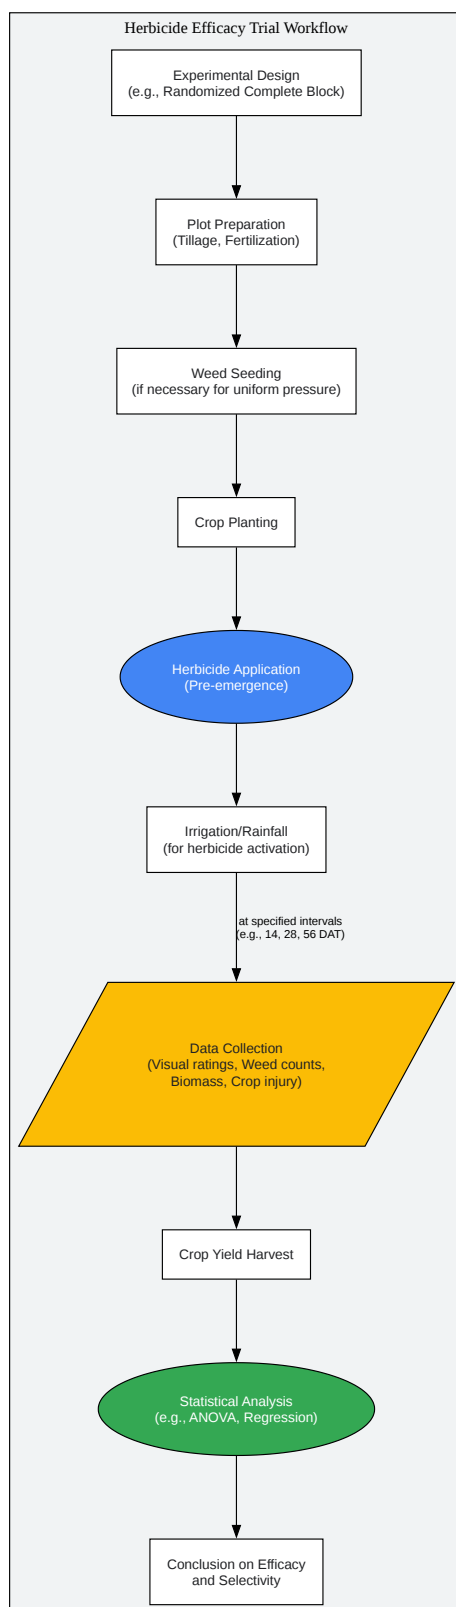 Herbicide Efficacy Trial Workflow
Experimental Design
(e.g., Randomized Complete Block)
Plot Preparation
(Tillage, Fertilization)
Weed Seeding
(if necessary for uniform pressure)
Crop Planting
Herbicide Application
(Pre-emergence)
Irrigation/Rainfall
(for herbicide activation)
at specified intervals
(e.g., 14, 28, 56 DAT)
Data Collection
(Visual ratings, Weed counts,
Biomass, Crop injury)
Crop Yield Harvest
Statistical Analysis
(e.g., ANOVA, Regression)
Conclusion on Efficacy
and Selectivity